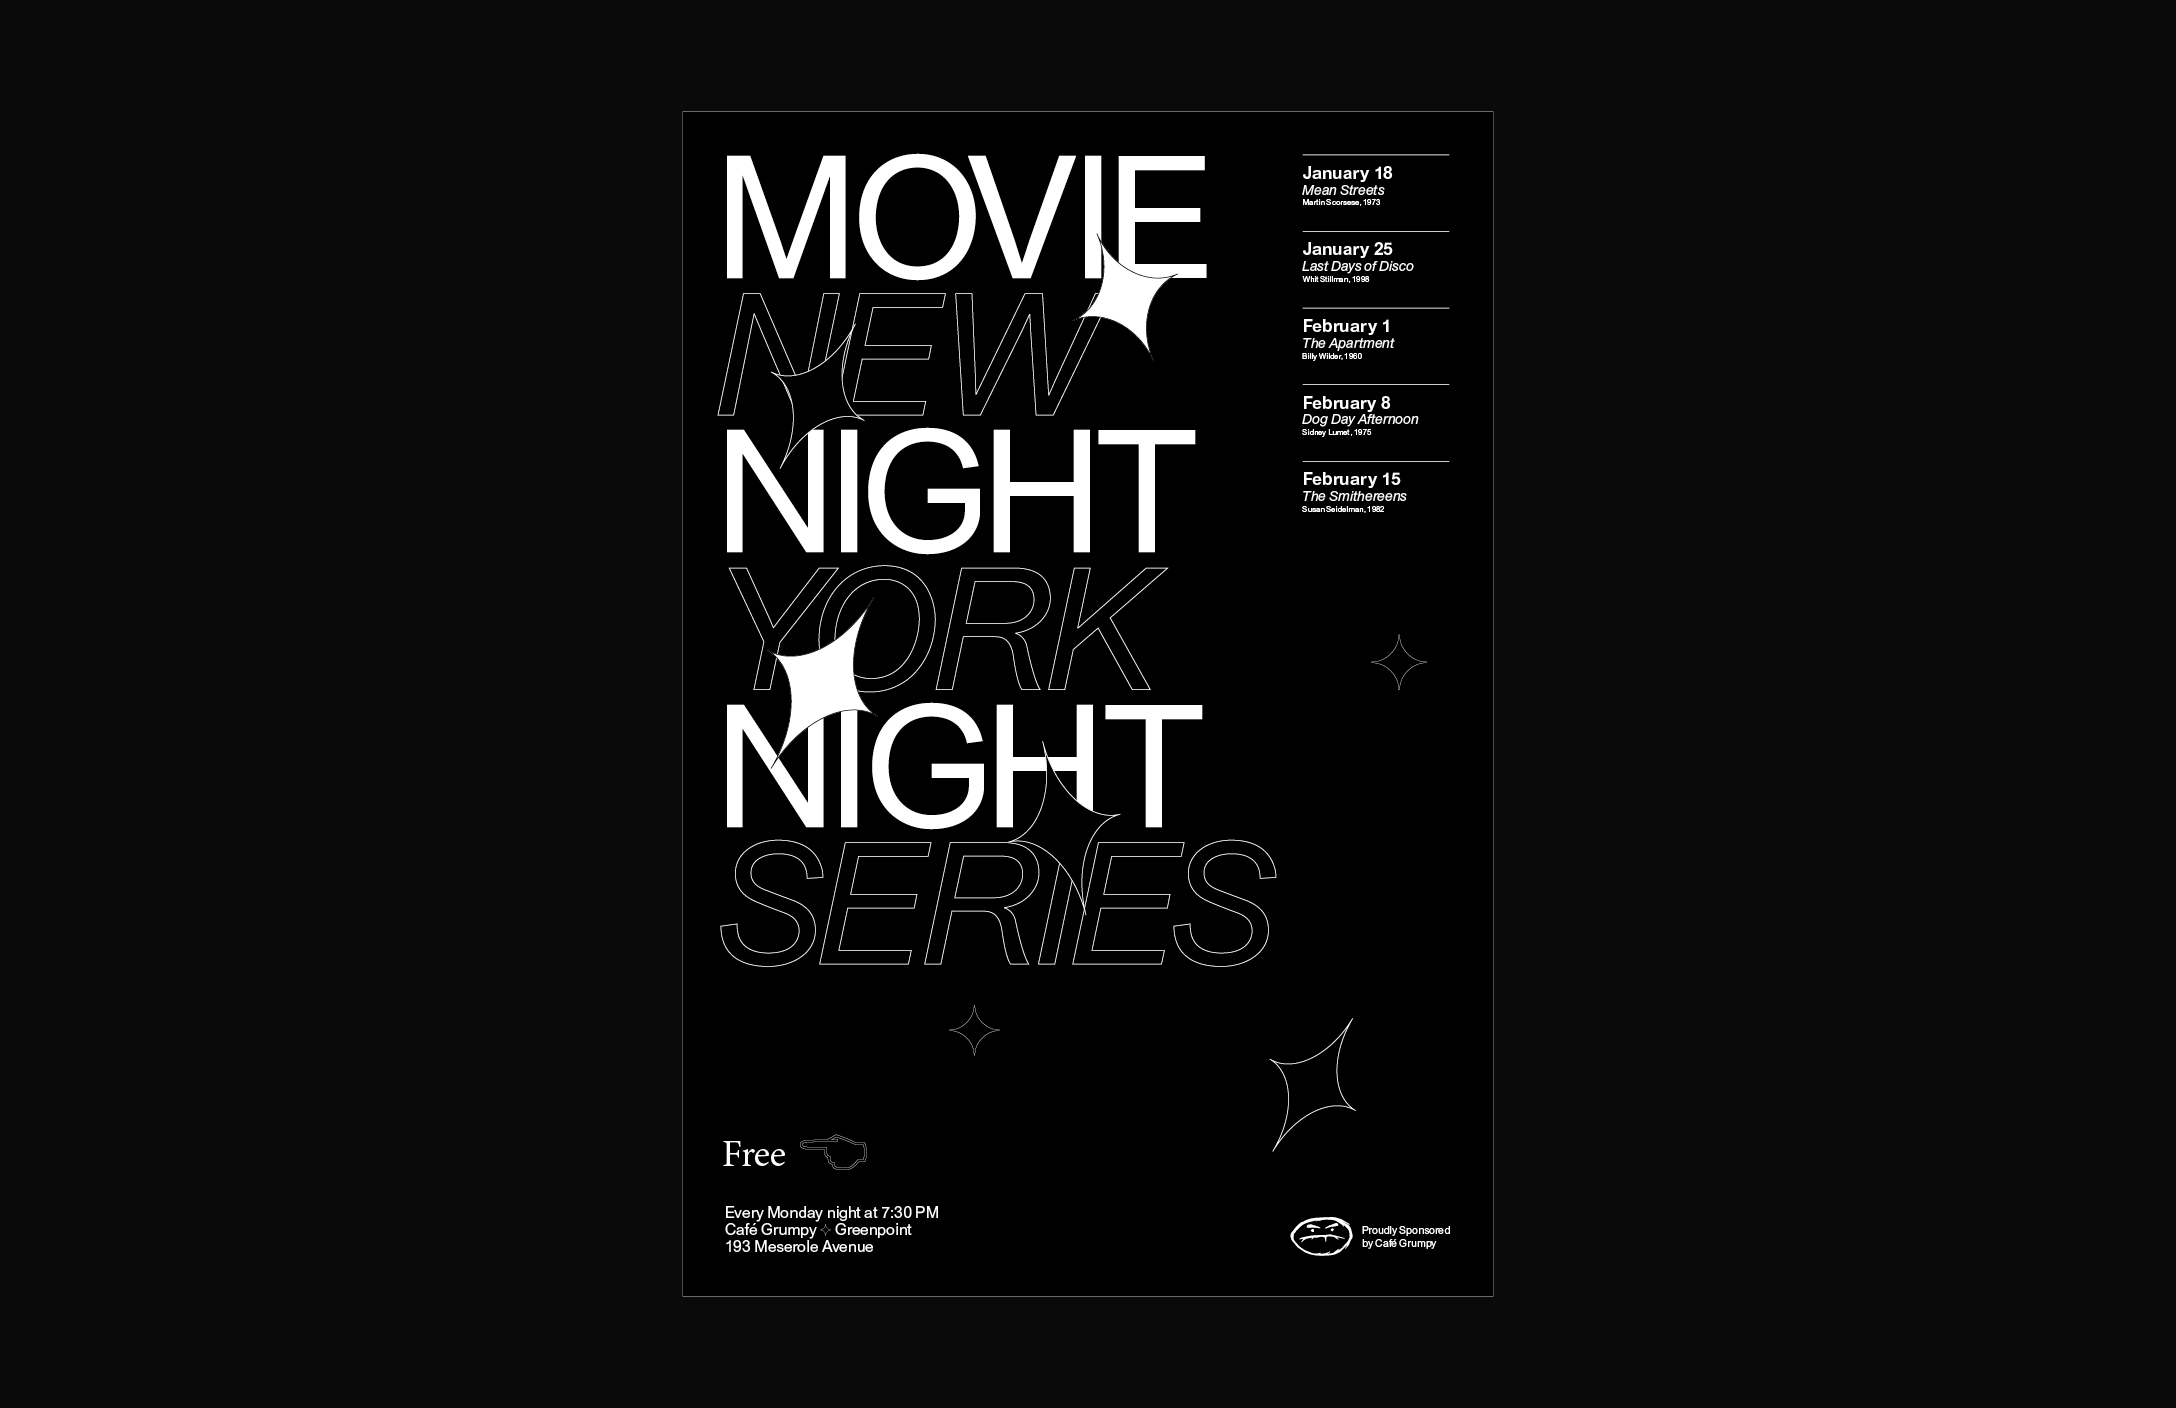 MOVIE
NEW
NIGHT
YORK
NIGHT
SERIES
January 18
Mean Streets
Martin Scorsese, 1973
January 25
Last Days of Disco
Whit Stillman, 1998
February 1
The Apartment
Billy Wilder, 1960
February 8
Dog Day Afternoon
Sidney Lumet, 1975
February 15
The Smithereens
Susan Seidelman, 1982
Free
Every Monday night at 7:30 PM
Café Grumpy ✧ Greenpoint
193 Meserole Avenue
Proudly Sponsored
by Café Grumpy